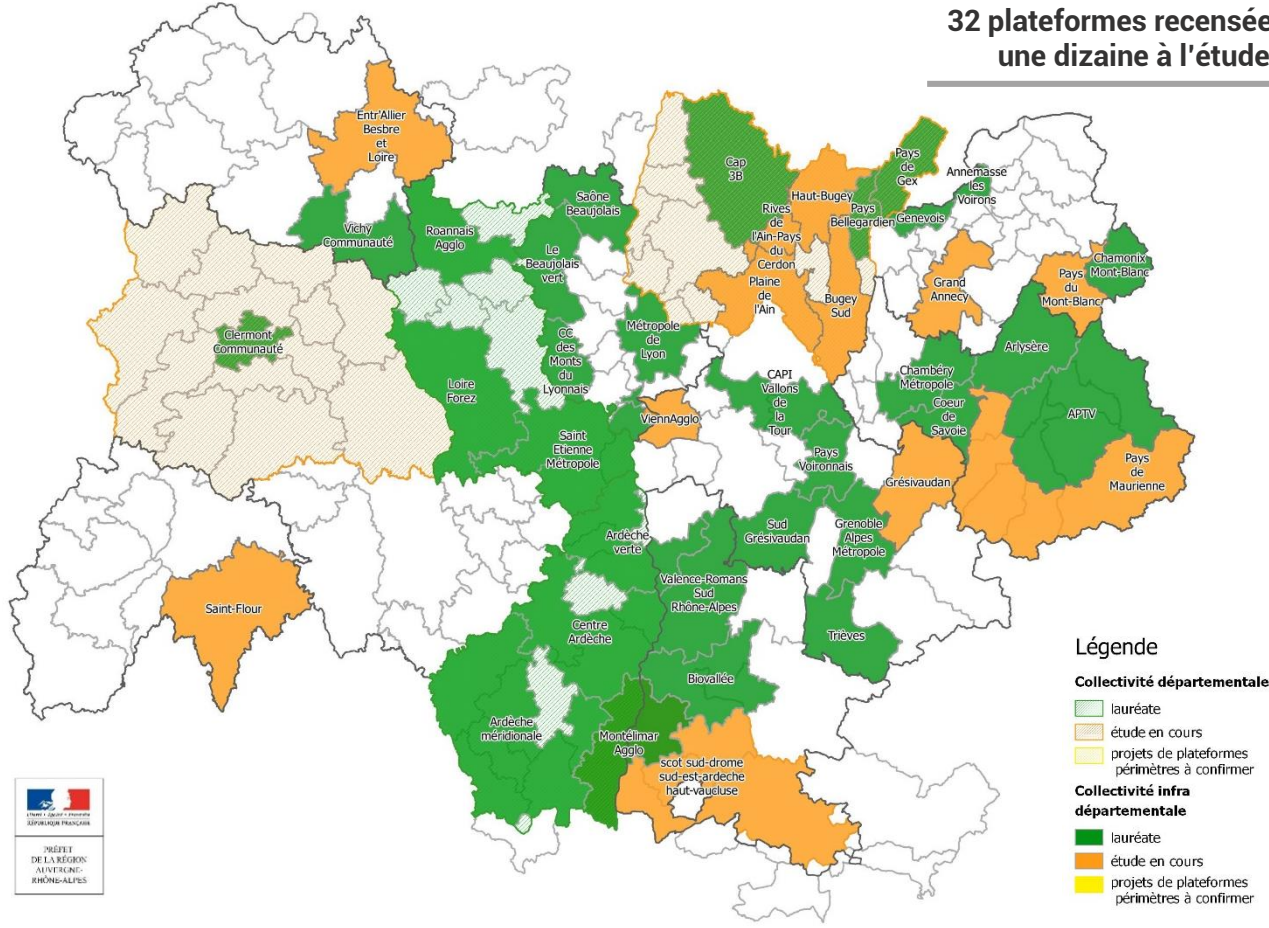 32 plateformes recensée
une dizaine à l'étude
Entr'Allier
Besbre
et
Loire
Vichy
Communauté
Roannais
Agglo
Saône
Beaujolais
Le
Beaujolais
vert
Cap
3B
Haut-Bugey
Rives
de
l'Ain-Pays
du
Cerdon
Pays
Bellegardien
Pays
de
Gex
Genevois
Annemasse
les
Voirons
Chamonix
Mont-Blanc
Pays
du
Mont-Blanc
Grand
Annecy
Plaine
de
l'Ain
Bugey
Sud
Clermont
Communauté
Loire
Forez
CC
des
Monts
du
Lyonnais
Métropole
de
Lyon
CAPI
Vallons
de la
Tour
Chambéry
Métropole
Coeur
de
Savoie
Arlysère
APTV
Pays
de
Maurienne
ViennAgglo
Saint
Etienne
Métropole
Pays
Voironnais
Grésivaudan
Sud
Grésivaudan
Grenoble
Alpes
Métropole
Ardèche
verte
Valence-Romans
Sud
Rhône-Alpes
Trièves
Saint-Flour
Centre
Ardèche
Biovallée
Ardèche
méridionale
Montélimar
Agglo
scot sud-drome
sud-est-ardeche
haut-vaucluse
Légende
Collectivité départementale
lauréate
étude en cours
projets de plateformes
périmètres à confirmer
Collectivité infra
départementale
lauréate
étude en cours
projets de plateformes
périmètres à confirmer
Liberté • Égalité • Fraternité
RÉPUBLIQUE FRANÇAISE
PRÉFET
DE LA RÉGION
AUVERGNE-
RHÔNE-ALPES